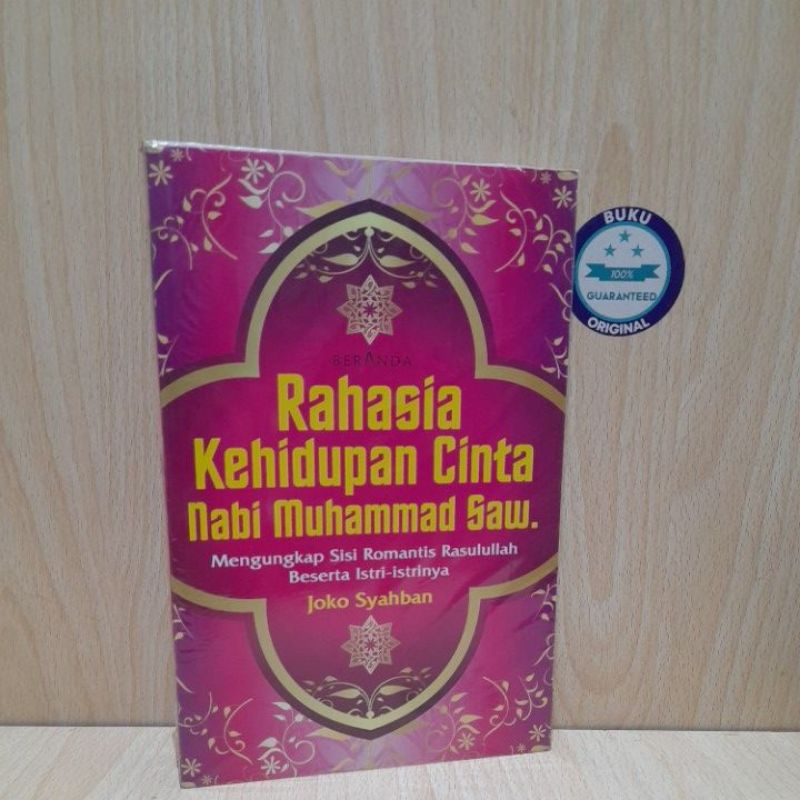 BERANDA
Rahasia
Kehidupan Cinta
Nabi Muhammad Saw.
Mengungkap Sisi Romantis Rasulullah
Beserta Istri-istrinya
Joko Syahban
BUKU
100%
GUARANTEED
ORIGINAL